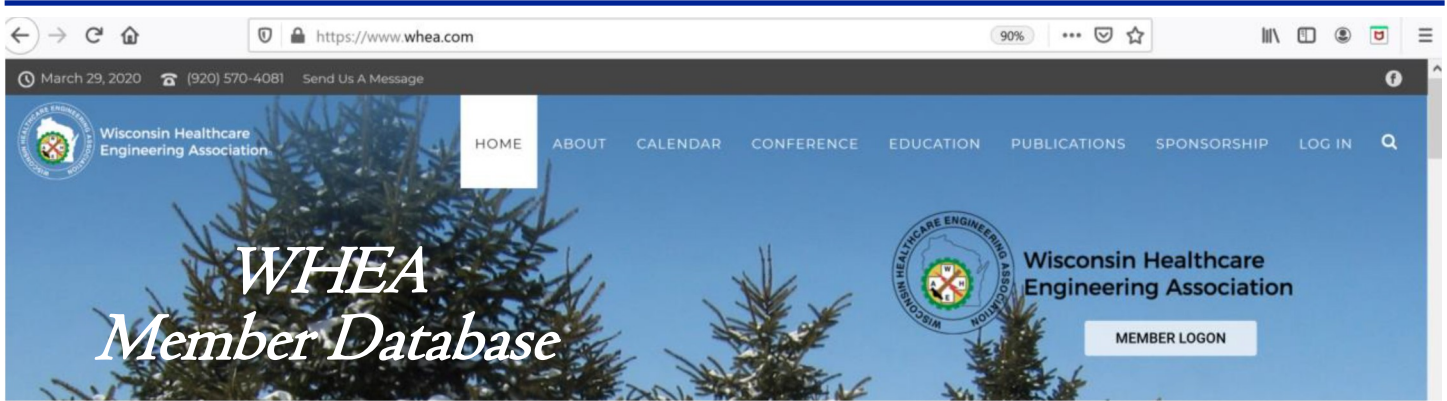 https://www.whea.com
90%
March 29, 2020 (920) 570-4081 Send Us A Message
Wisconsin Healthcare
Engineering Association
HOME ABOUT CALENDAR CONFERENCE EDUCATION PUBLICATIONS SPONSORSHIP LOG IN
WHEA
Member Database
WISCONSIN HEALTHCARE ENGINEERING ASSOCIATION
W
A H
E
Wisconsin Healthcare
Engineering Association
MEMBER LOGON